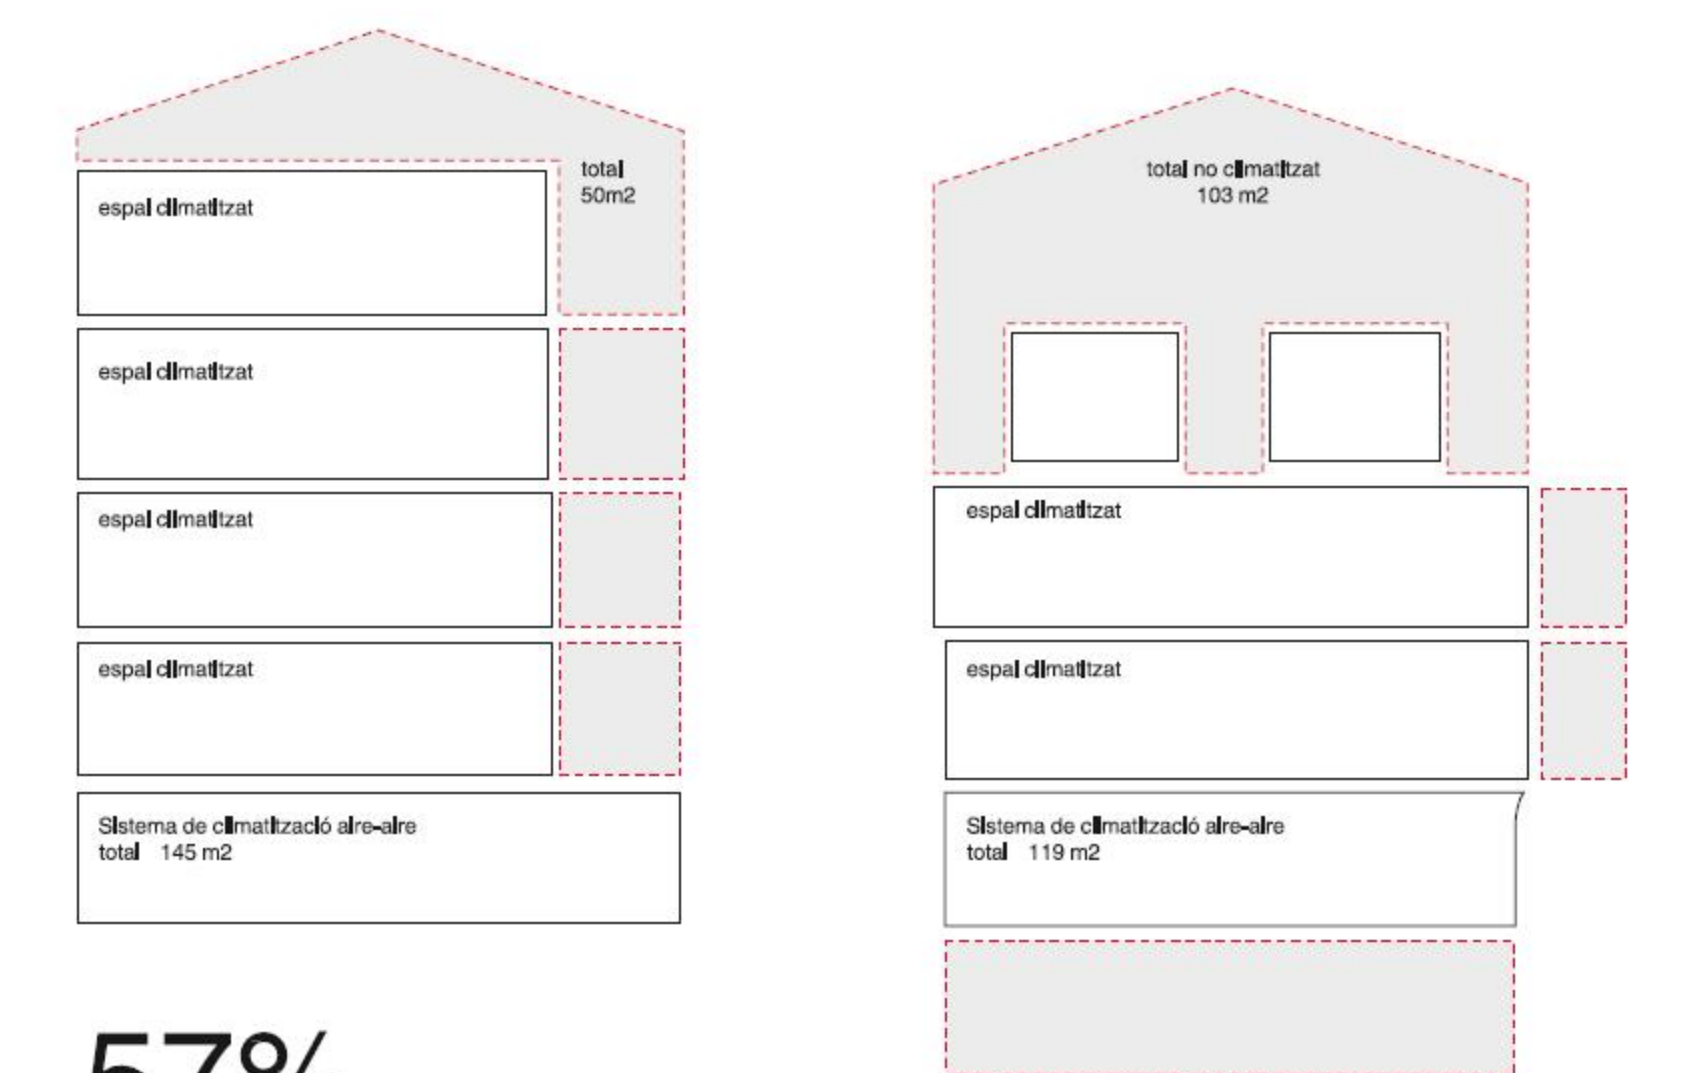 total
50m2
espai climatitzat
espai climatitzat
espai climatitzat
espai climatitzat
Sistema de climatització aire-aire
total 145 m2
57%
total no climatitzat
103 m2
espai climatitzat
espai climatitzat
Sistema de climatització aire-aire
total 119 m2